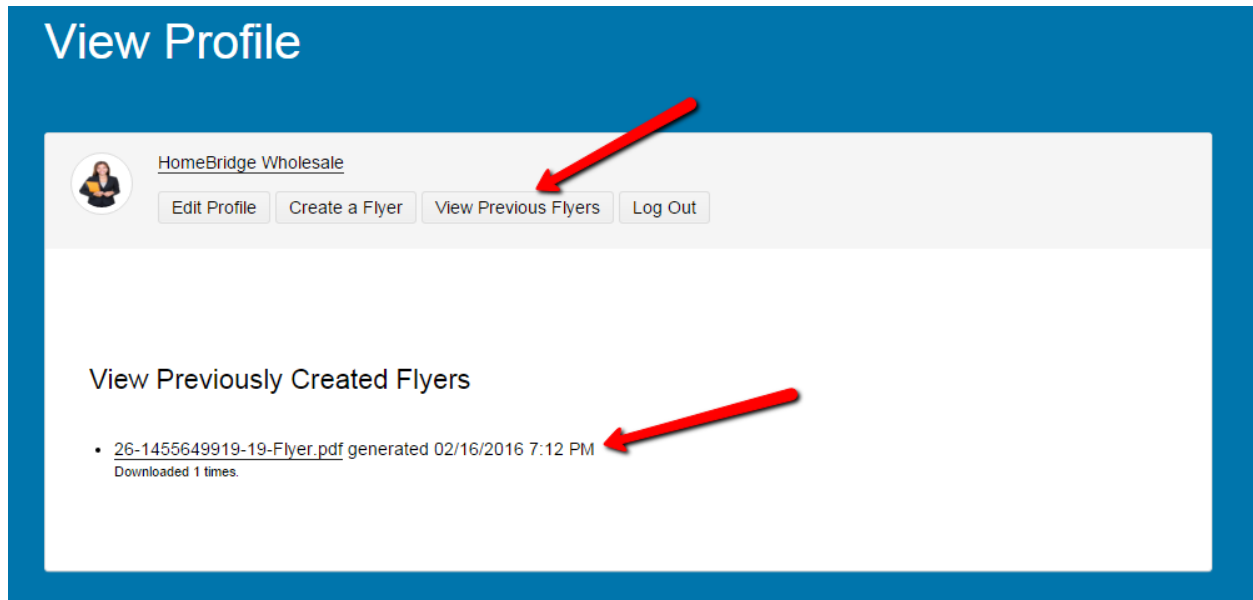 View Profile
HomeBridge Wholesale
Edit Profile Create a Flyer View Previous Flyers Log Out
View Previously Created Flyers
• 26-1455649919-19-Flyer.pdf generated 02/16/2016 7:12 PM
Downloaded 1 times.